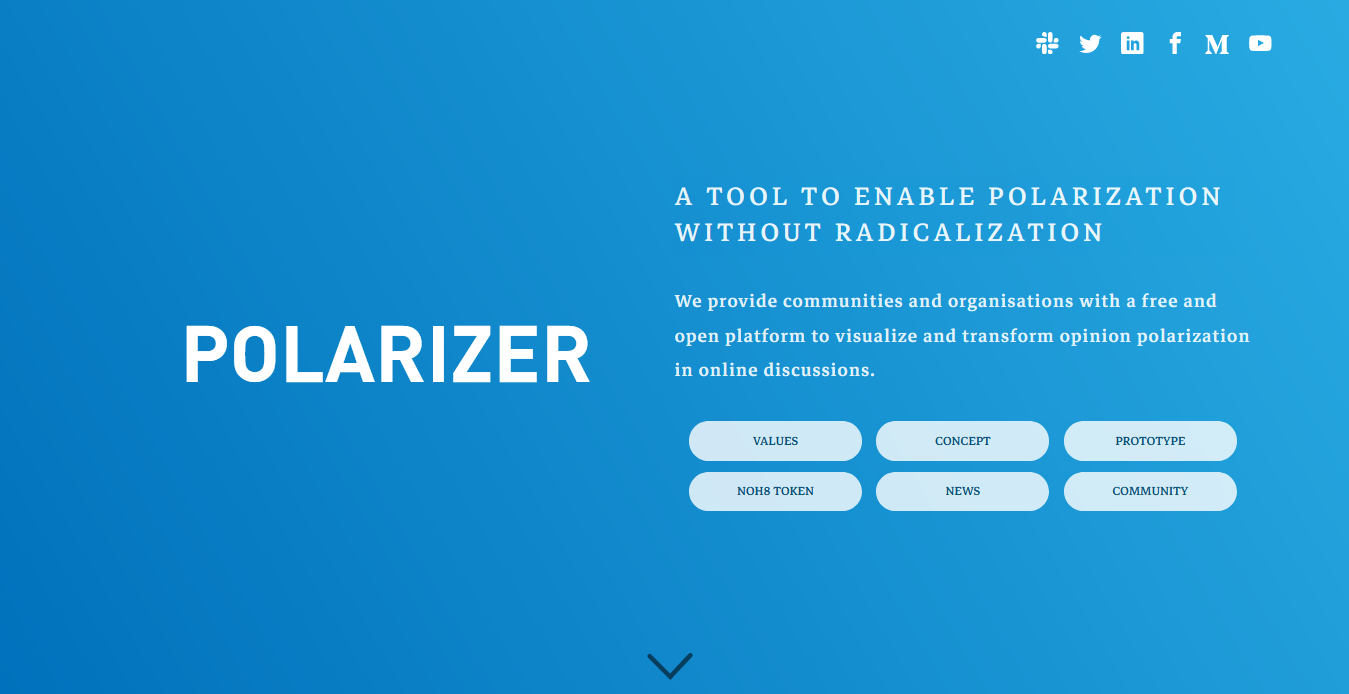 POLARIZER
A TOOL TO ENABLE POLARIZATION
WITHOUT RADICALIZATION
We provide communities and organisations with a free and
open platform to visualize and transform opinion polarization
in online discussions.
VALUES
CONCEPT
PROTOTYPE
NOH8 TOKEN
NEWS
COMMUNITY